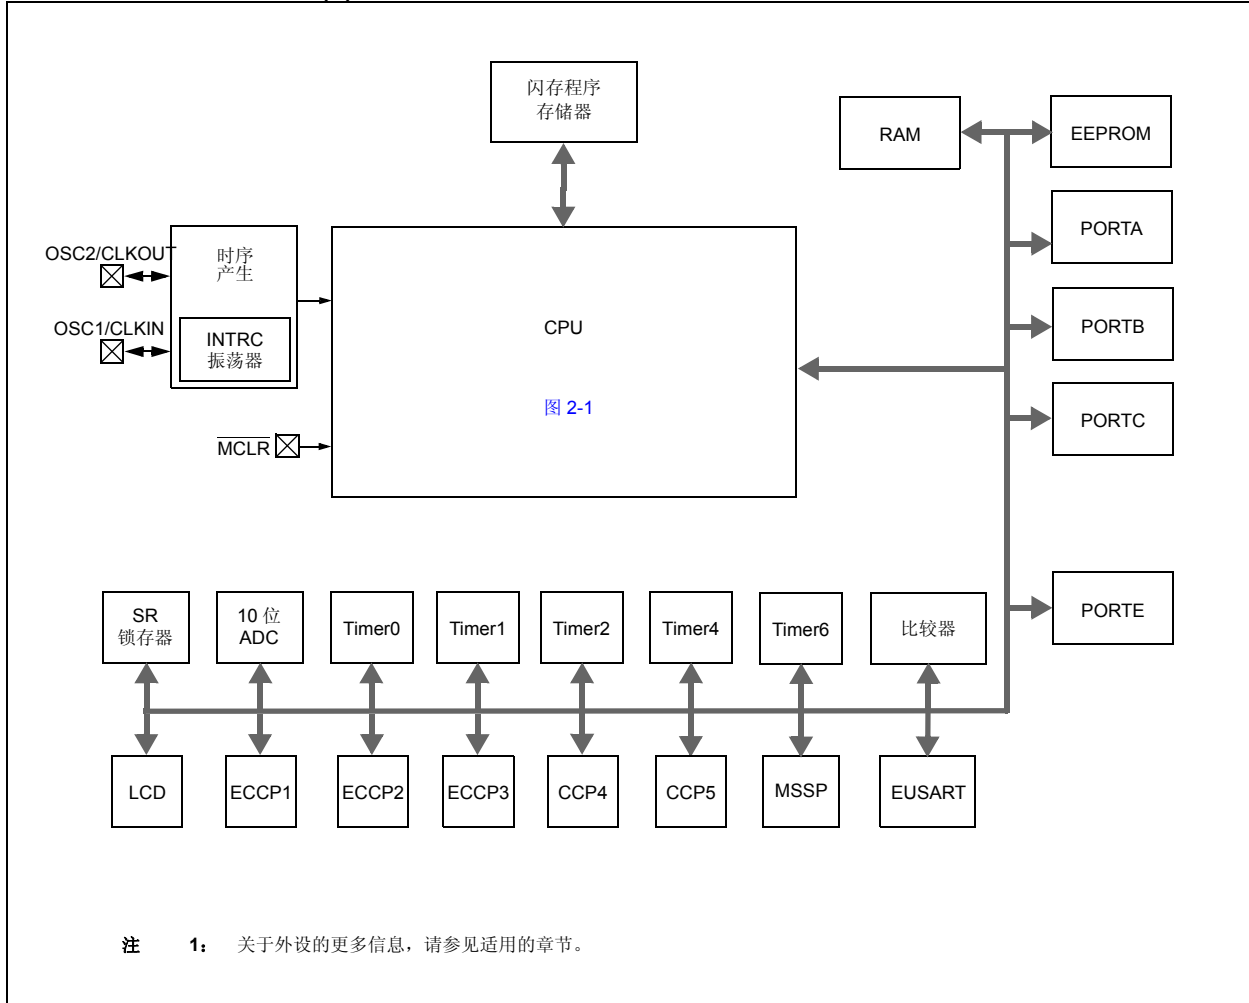 闪存程序
存储器
RAM
EEPROM
OSC2/CLKOUT
时序
产生
PORTA
OSC1/CLKIN
INTRC
振荡器
CPU
PORTB
图 2-1
PORTC
MCLR
SR
锁存器
10 位
ADC
Timer0
Timer1
Timer2
Timer4
Timer6
比较器
PORTE
LCD
ECCP1
ECCP2
ECCP3
CCP4
CCP5
MSSP
EUSART
注 1： 关于外设的更多信息，请参见适用的章节。